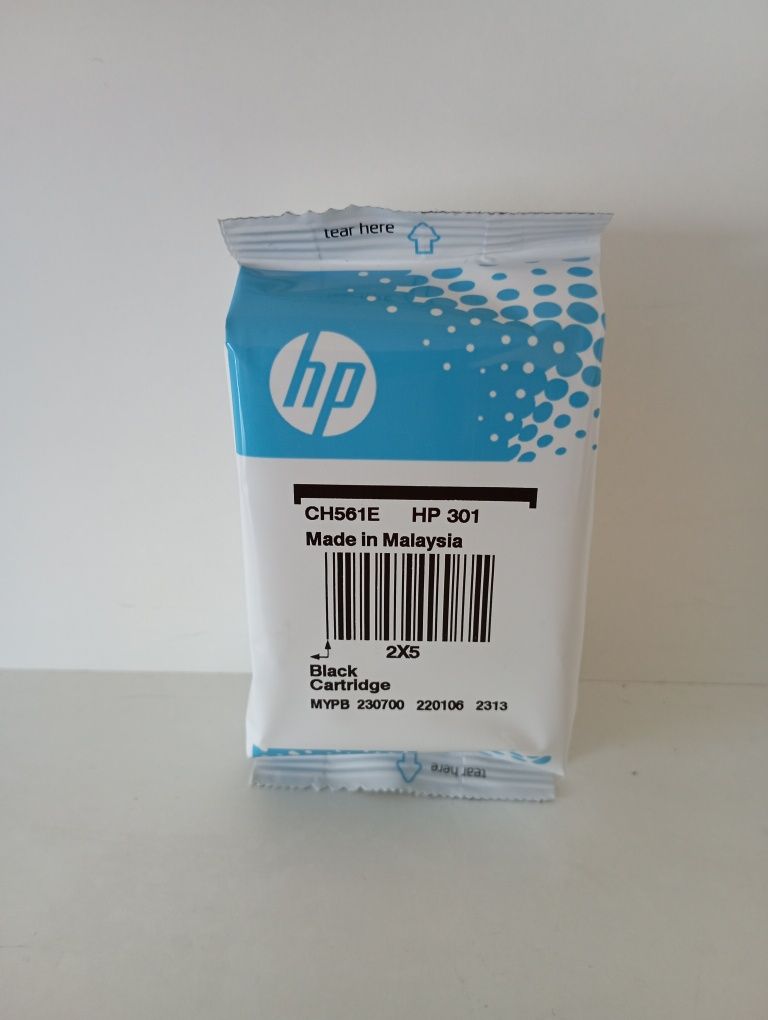 tear here
hp
CH561E HP 301
Made in Malaysia
2X5
Black
Cartridge
MYPB 230700 220106 2313
tear here